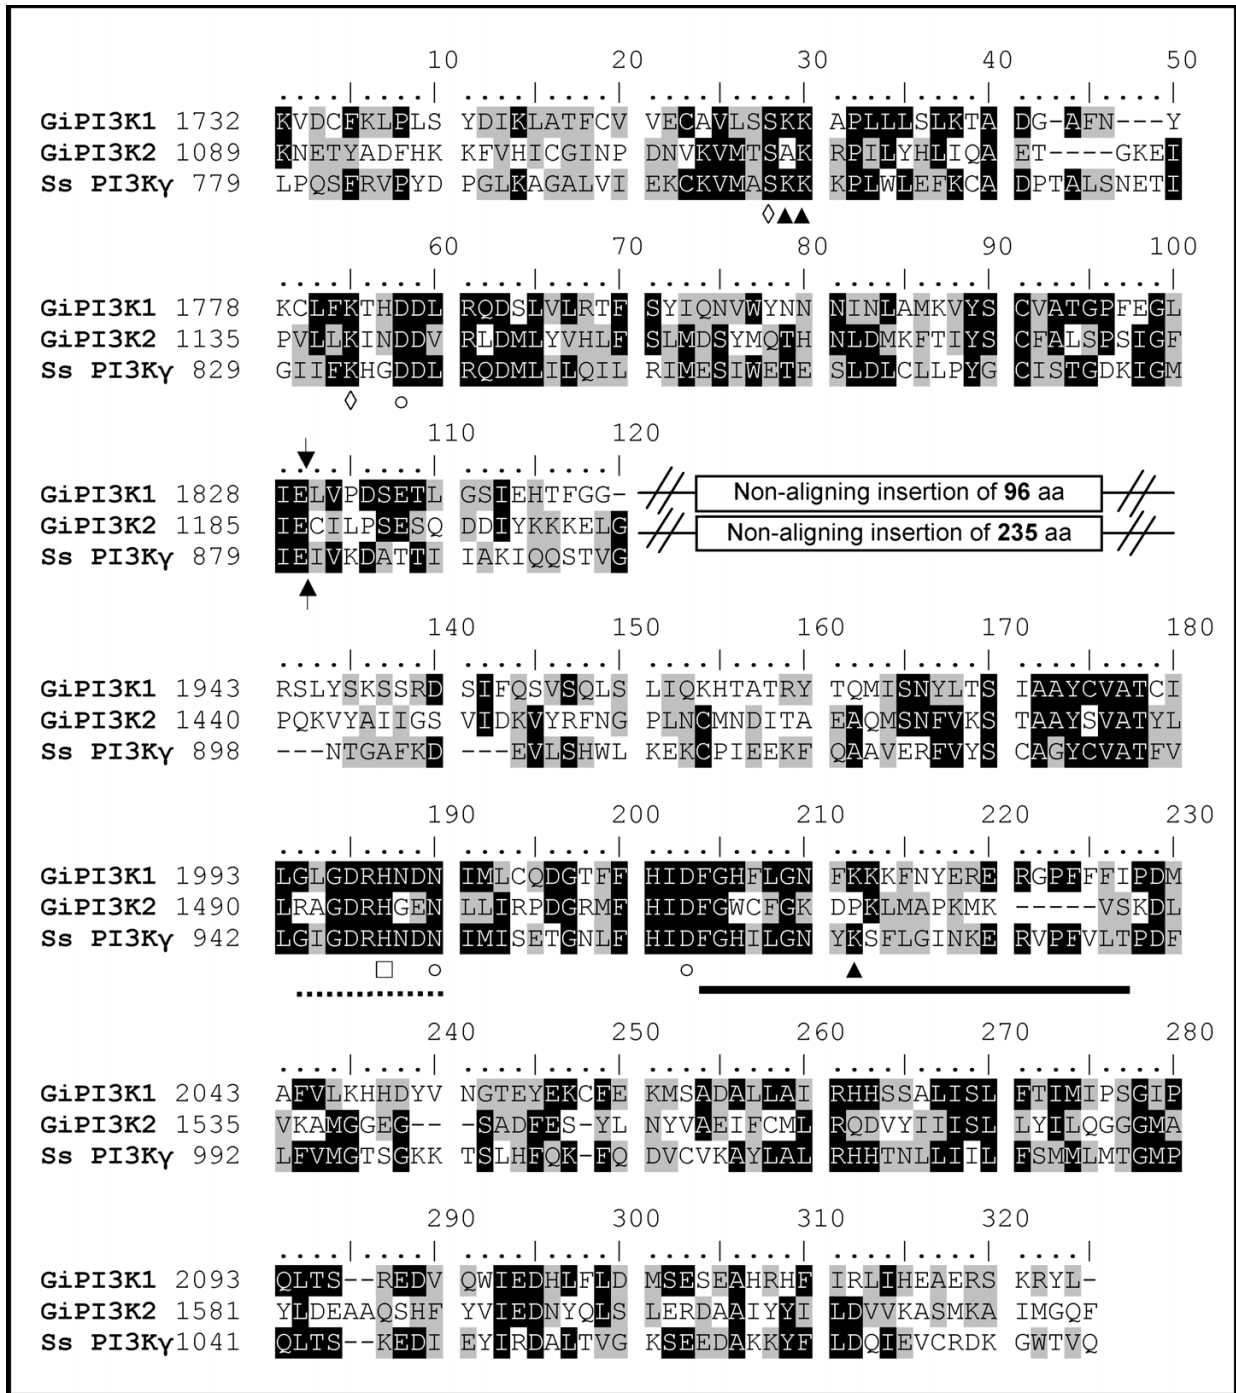 10 20 30 40 50
GiPI3K1 1732 KVDCFKLPLS YDIKLATFCV VECAVLSSKK APLLLSLKTA DG-AFN---Y
GiPI3K2 1089 KNETYADFHK KFVHICGINP DNVKVMTSAK RPILYHLIQA ET----GKEI
Ss PI3Kγ 779 LPQSFRVPYD PGLKAGALVI EKCKVMASKK KPLWLEFKCA DPTALSNETI
60 70 80 90 100
GiPI3K1 1778 KCLFKTHDDL RQDSLVLRTF SYIQNVWYNN NINLAMKVYS CVATGPFEGL
GiPI3K2 1135 PVLLKINDDV RLDMLYVHLF SLMDSYMQTH NLDMKFTIYS CFALSPSIGF
Ss PI3Kγ 829 GIIFKHGDDL RQDMLILQIL RIMESIWETE SLDLCLLPYG CISTGDKIGM
110 120
GiPI3K1 1828 IELVPDSETL GSIEHTFGG- Non-aligning insertion of 96 aa
GiPI3K2 1185 IECILPSESQ DDIYKKKELG Non-aligning insertion of 235 aa
Ss PI3Kγ 879 IEIVKDATTI IAKIQQSTVG
140 150 160 170 180
GiPI3K1 1943 RSLYSKSSRD SIFQSVSQLS LIQKHTATRY TQMISNYLTS IAAYCVATCI
GiPI3K2 1440 PQKVYAIIGS VIDKVYRFNG PLNCMNDITA EAQMSNFVKS TAAYSVATYL
Ss PI3Kγ 898 ---NTGAFKD ---EVLSHWL KEKCPIEEKF QAAVERFVYS CAGYCVATFV
190 200 210 220 230
GiPI3K1 1993 LGLGDRHNDN IMLCQDGTFF HIDFGHFLGN FKKKFNYERE RGPFFFIPDM
GiPI3K2 1490 LRAGDRHGEN LLIRPDGRMF HIDFGWCFGK DPKLMAPKMK -----VSKDL
Ss PI3Kγ 942 LGIGDRHNDN IMISETGNLF HIDFGHILGN YKSFLGINKE RVPFVLTPDF
240 250 260 270 280
GiPI3K1 2043 AFVLKHHDYV NGTEYEKCFE KMSADALLAI RHHSSALISL FTIMIPSGIP
GiPI3K2 1535 VKAMGGEG-- -SADFES-YL NYVAEIFCML RQDVYIIISL LYILQGGGMA
Ss PI3Kγ 992 LFVMGTSGKK TSLHFQK-FQ DVCVKAYLAL RHHTNLLIIL FSMMLMTGMP
290 300 310 320
GiPI3K1 2093 QLTS--REDV QWIEDHLFLD MSESEAHRHF IRLIHEAERS KRYL-
GiPI3K2 1581 YLDEAAQSHF YVIEDNYQLS LERDAAIYYI LDVVKASMKA IMGQF
Ss PI3Kγ 1041 QLTS--KEDI EYIRDALTVG KSEEDAKKYF LDQIEVCRDK GWTVQ